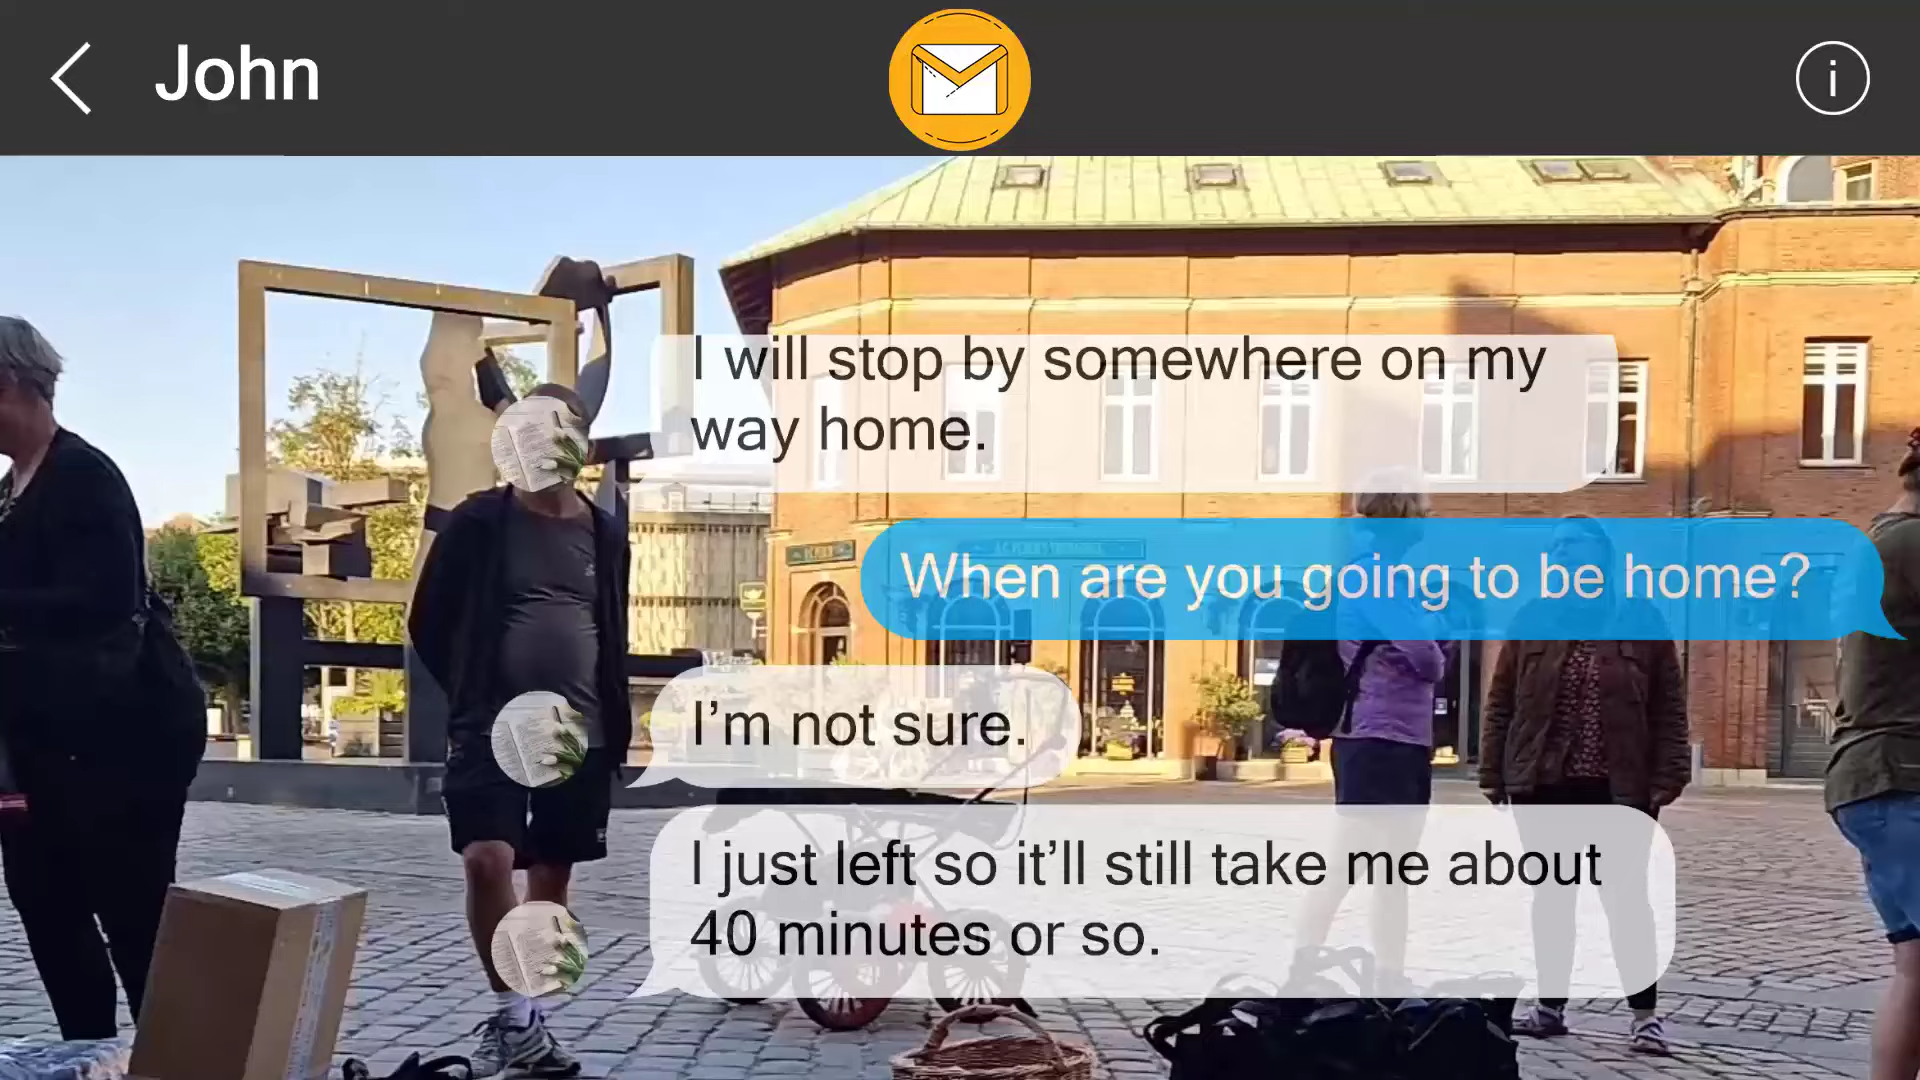 John
I will stop by somewhere on my
way home.
When are you going to be home?
I'm not sure.
I just left so it'll still take me about
40 minutes or so.